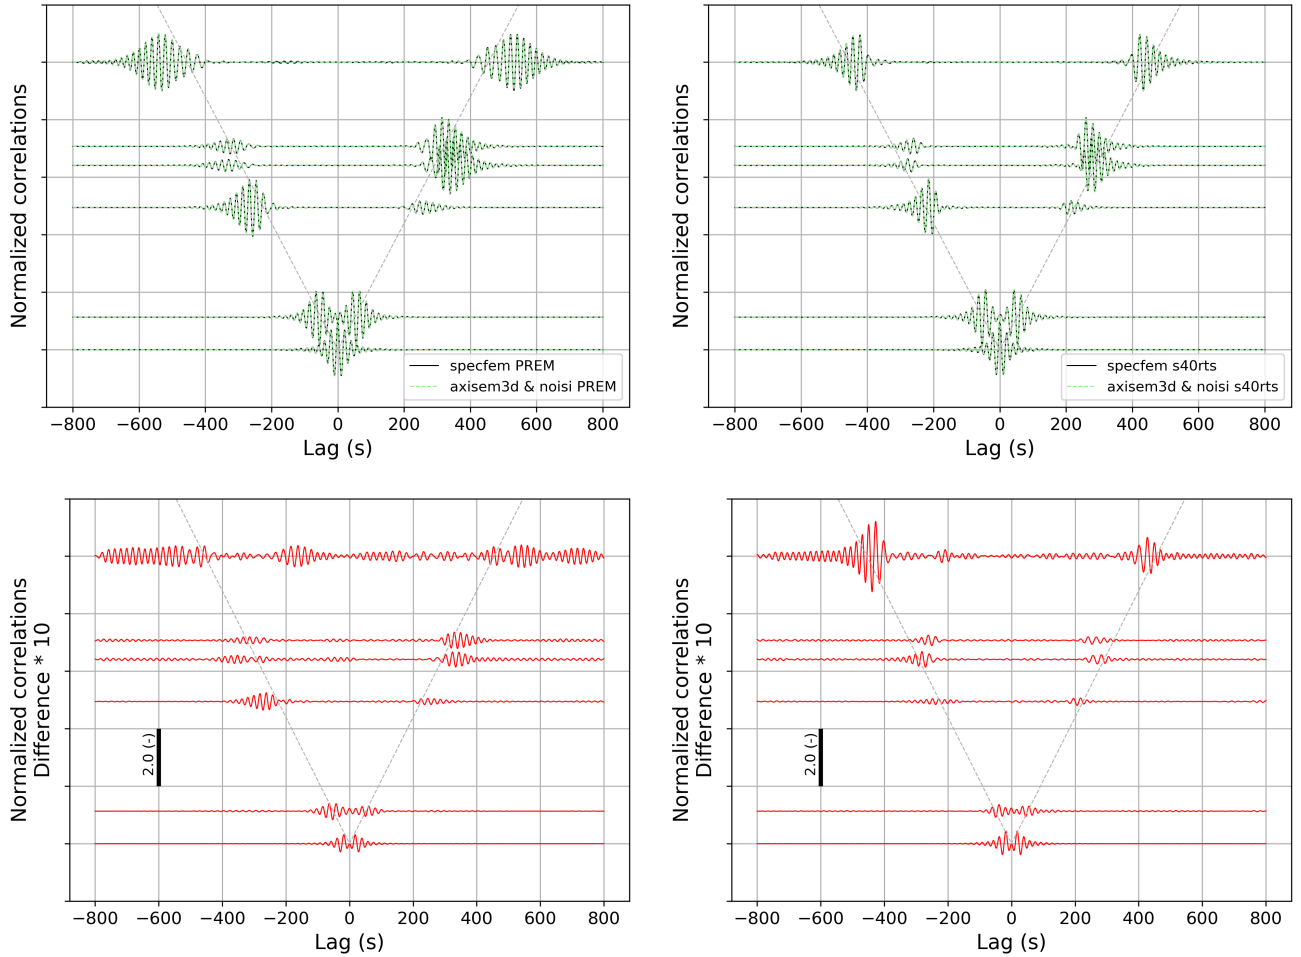 Normalized correlations
specfem PREM
axisem3d & noisi PREM
−800 −600 −400 −200 0 200 400 600 800
Lag (s)
Normalized correlations
specfem s40rts
axisem3d & noisi s40rts
−800 −600 −400 −200 0 200 400 600 800
Lag (s)
Normalized correlations
Difference * 10
2.0 (-)
−800 −600 −400 −200 0 200 400 600 800
Lag (s)
Normalized correlations
Difference * 10
2.0 (-)
−800 −600 −400 −200 0 200 400 600 800
Lag (s)